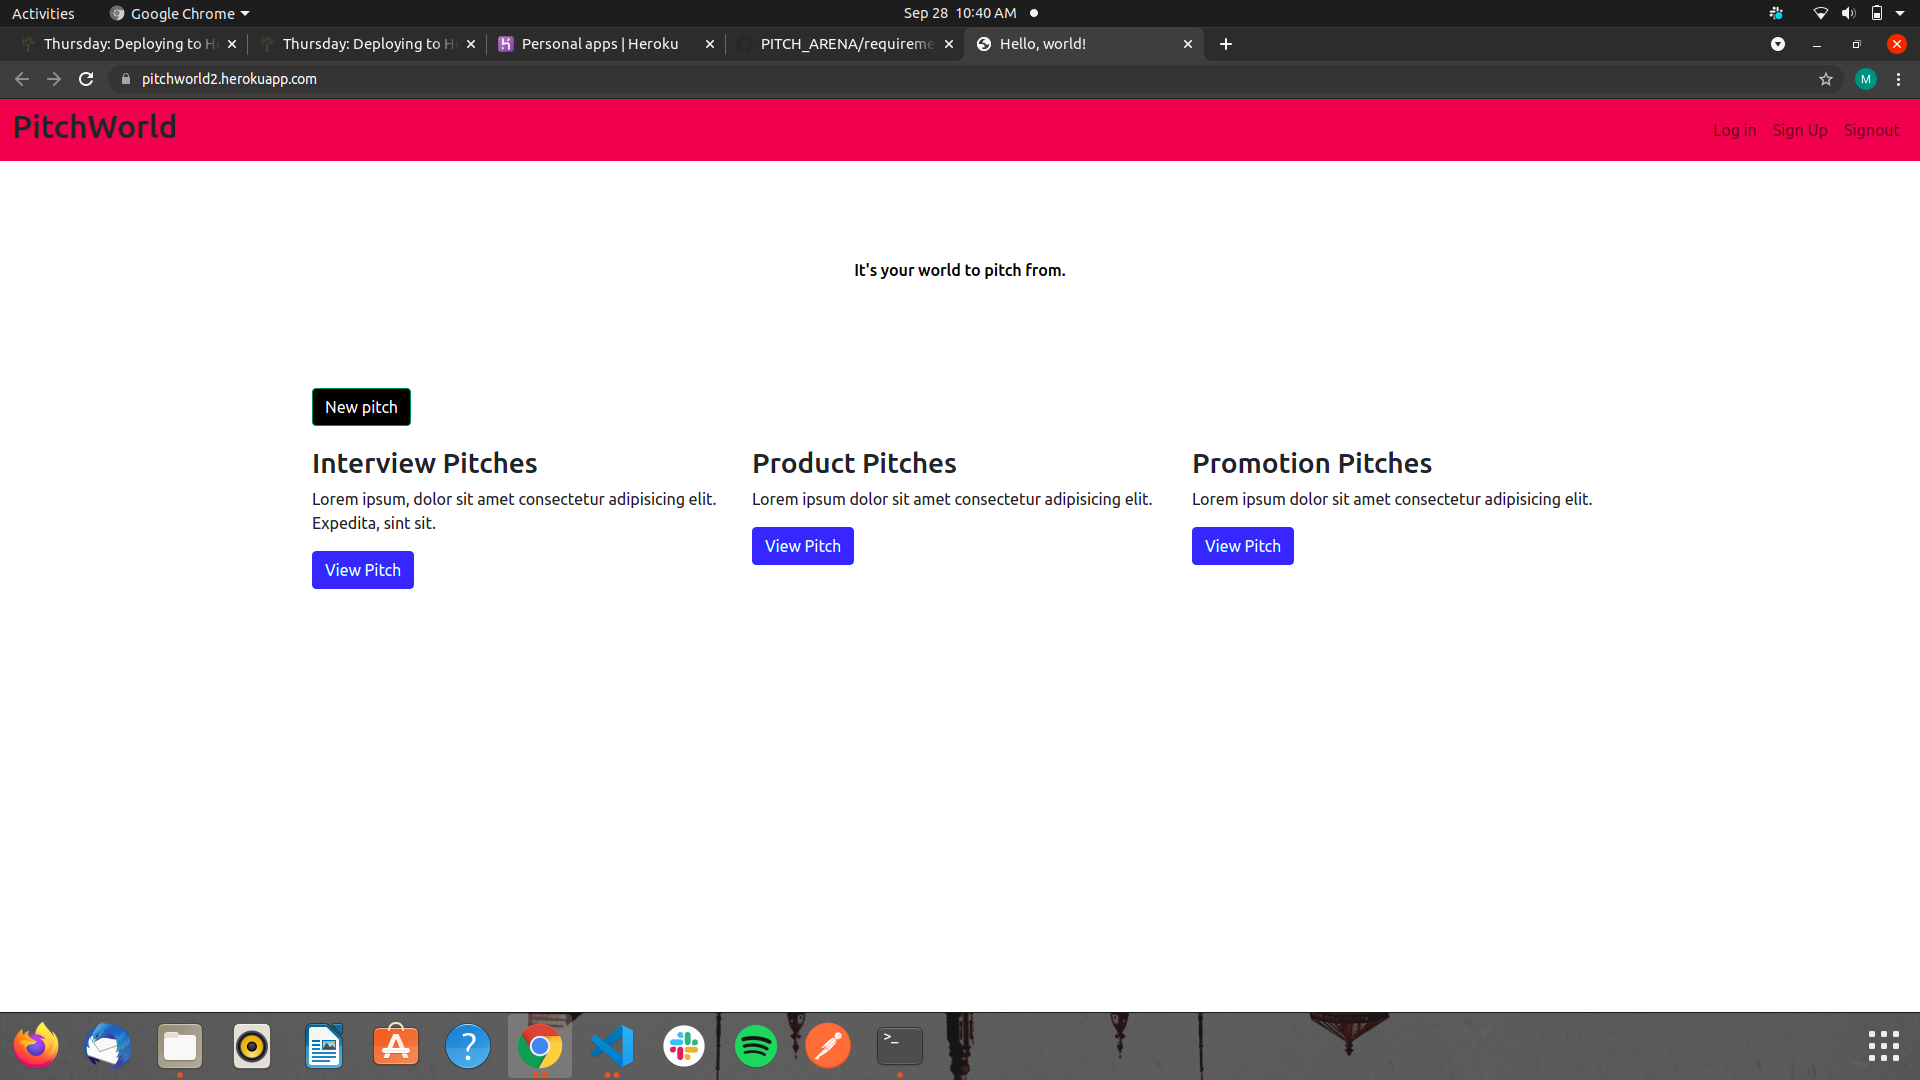 Activities
Google Chrome
Sep 28 10:40 AM
Thursday: Deploying to H
Thursday: Deploying to H
Personal apps | Heroku
PITCH_ARENA/requireme
Hello, world!
pitchworld2.herokuapp.com
M
PitchWorld
Log in
Sign Up
Signout
It's your world to pitch from.
New pitch
Interview Pitches
Lorem ipsum, dolor sit amet consectetur adipisicing elit.
Expedita, sint sit.
View Pitch
Product Pitches
Lorem ipsum dolor sit amet consectetur adipisicing elit.
View Pitch
Promotion Pitches
Lorem ipsum dolor sit amet consectetur adipisicing elit.
View Pitch